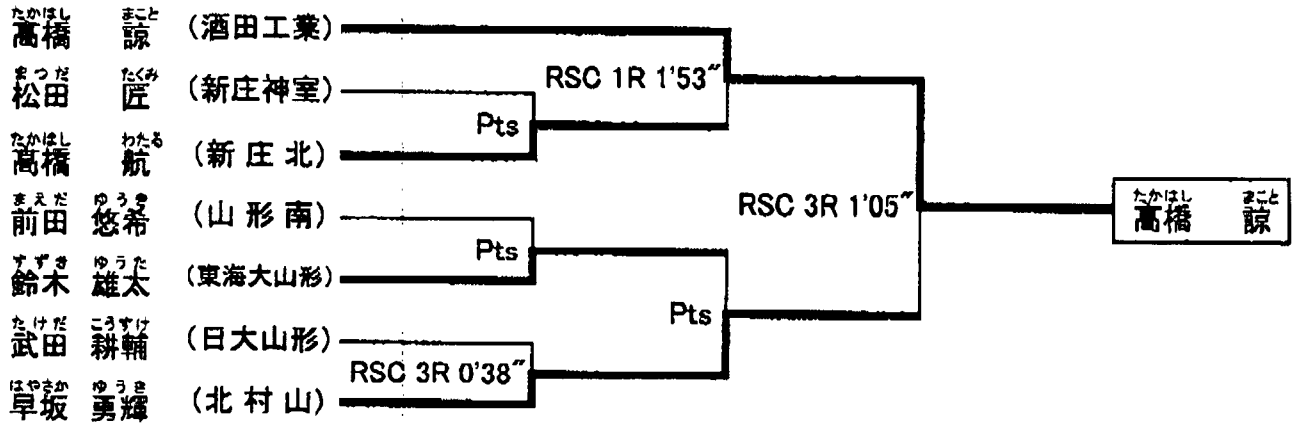 たかはし まこと
髙橋 諒 (酒田工業)
RSC 1R 1'53″
まつだ たくみ
松田 匠 (新庄神室)
Pts
たかはし わたる
髙橋 航 (新庄北)
まえだ ゆうき
前田 悠希 (山形南)
RSC 3R 1'05″
たかはし まこと
髙橋 諒
Pts
すずき ゆうた
鈴木 雄太 (東海大山形)
Pts
たけだ こうすけ
武田 耕輔 (日大山形)
RSC 3R 0'38″
はやさか ゆうき
早坂 勇輝 (北村山)